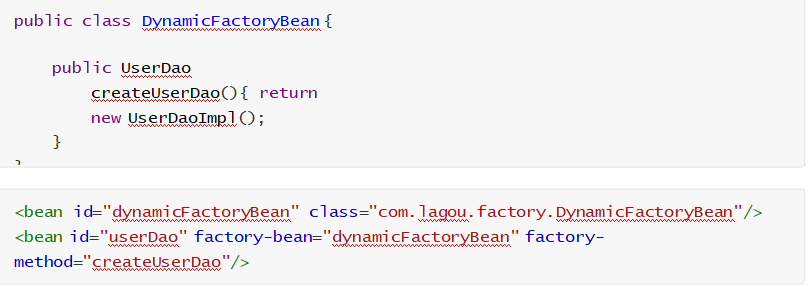 public class DynamicFactoryBean{
public UserDao
createUserDao(){ return
new UserDaoImpl();
}
<bean id="dynamicFactoryBean" class="com.lagou.factory.DynamicFactoryBean"/>
<bean id="userDao" factory-bean="dynamicFactoryBean" factory-
method="createUserDao"/>